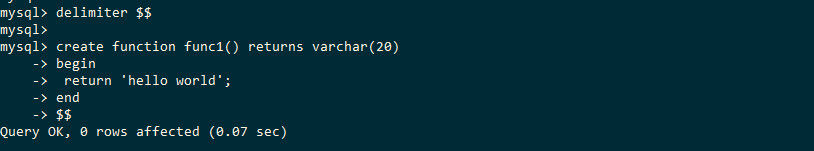 mysql> delimiter $$
mysql>
mysql> create function func1() returns varchar(20)
    -> begin
    ->  return 'hello world';
    -> end
    -> $$
Query OK, 0 rows affected (0.07 sec)